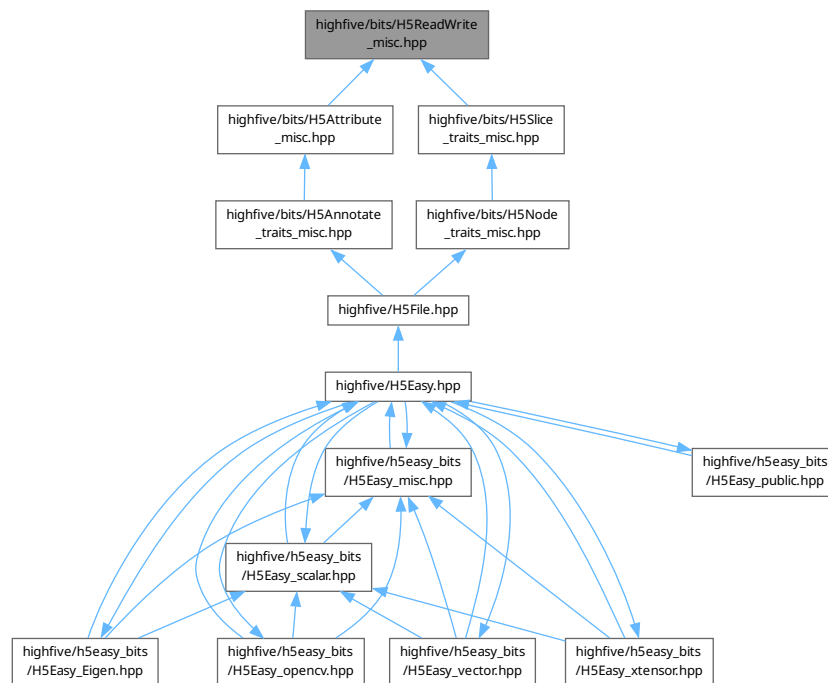 highfive/bits/H5ReadWrite
_misc.hpp
highfive/bits/H5Attribute
_misc.hpp
highfive/bits/H5Slice
_traits_misc.hpp
highfive/bits/H5Annotate
_traits_misc.hpp
highfive/bits/H5Node
_traits_misc.hpp
highfive/H5File.hpp
highfive/H5Easy.hpp
highfive/h5easy_bits
/H5Easy_misc.hpp
highfive/h5easy_bits
/H5Easy_public.hpp
highfive/h5easy_bits
/H5Easy_scalar.hpp
highfive/h5easy_bits
/H5Easy_Eigen.hpp
highfive/h5easy_bits
/H5Easy_opencv.hpp
highfive/h5easy_bits
/H5Easy_vector.hpp
highfive/h5easy_bits
/H5Easy_xtensor.hpp